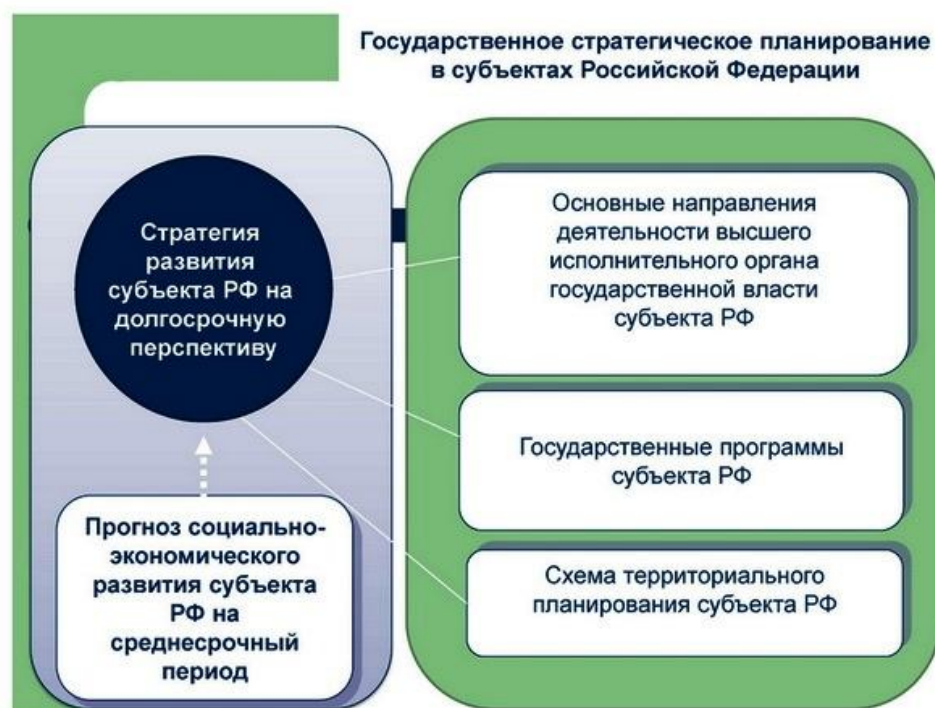 Государственное стратегическое планирование
в субъектах Российской Федерации
Стратегия
развития
субъекта РФ на
долгосрочную
перспективу
Прогноз социально-
экономического
развития субъекта
РФ на
среднесрочный
период
Основные направления
деятельности высшего
исполнительного органа
государственной власти
субъекта РФ
Государственные программы
субъекта РФ
Схема территориального
планирования субъекта РФ